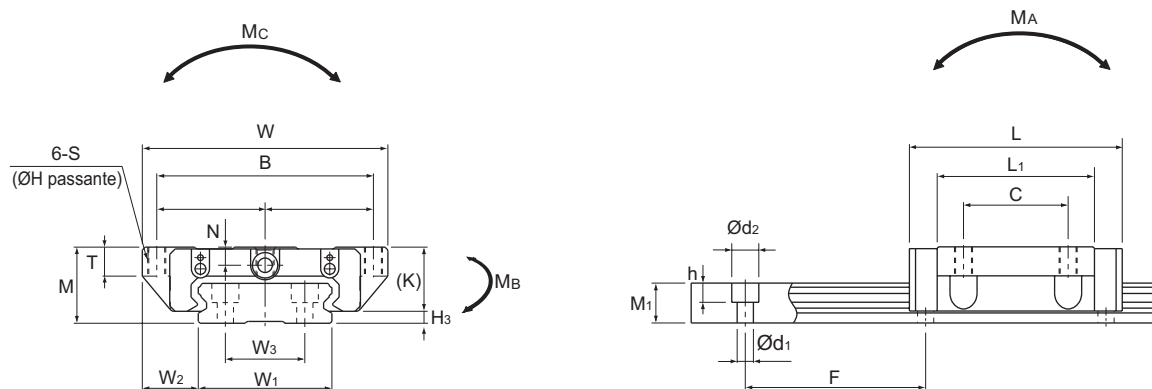 MC
MA
W
L
6-S
(ØH passante)
B
L1
C
N
Ød2
T
M
(K)
MB
h
M1
H3
W3
Ød1
W2
W1
F